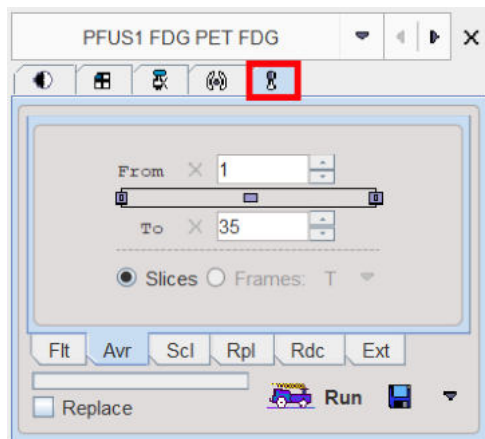 PFUS1 FDG PET FDG
From 1
To 35
Slices Frames: T
Flt Avr Scl Rpl Rdc Ext
Replace Run